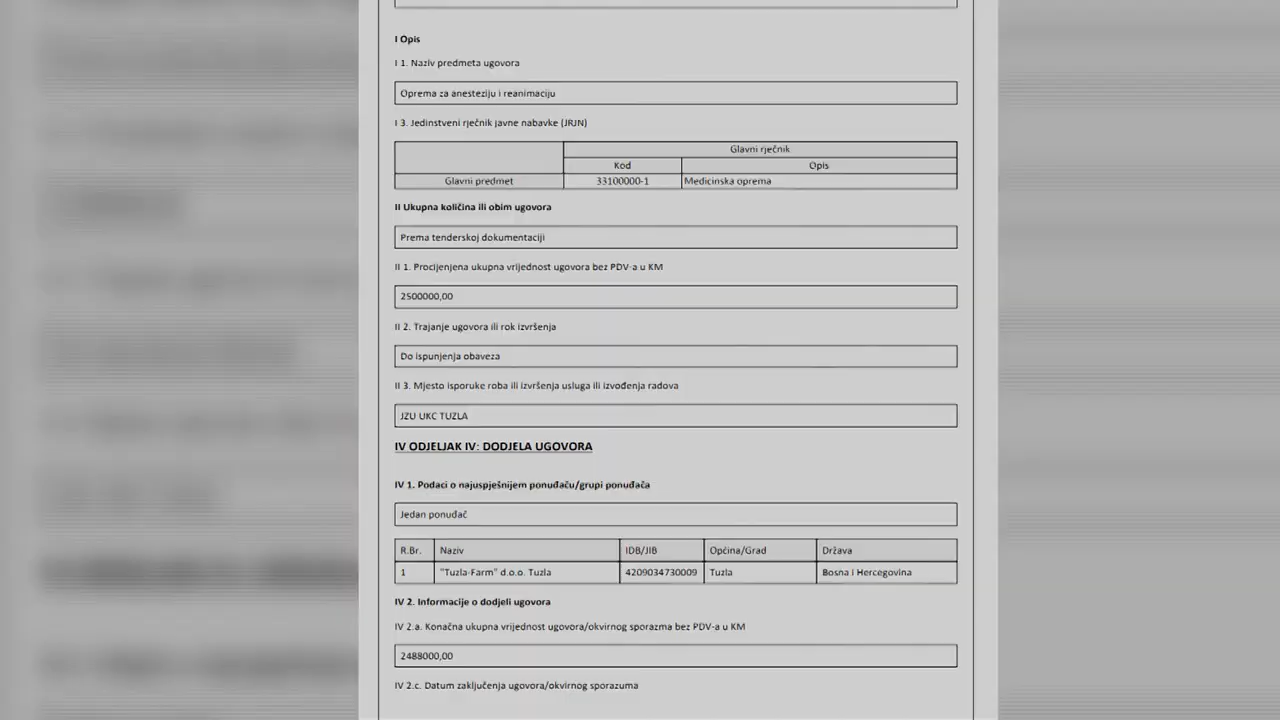 I Opis
I 1. Naziv predmeta ugovora
Oprema za anesteziju i reanimaciju
I 3. Jedinstveni rječnik javne nabavke (JRJN)
Glavni rječnik
Kod Opis
Glavni predmet 33100000-1 Medicinska oprema
II Ukupna količina ili obim ugovora
Prema tenderskoj dokumentaciji
II 1. Procijenjena ukupna vrijednost ugovora bez PDV-a u KM
2500000,00
II 2. Trajanje ugovora ili rok izvršenja
Do ispunjenja obaveza
II 3. Mjesto isporuke roba ili izvršenja usluga ili izvođenja radova
JZU UKC TUZLA
IV ODJELJAK IV: DODJELA UGOVORA
IV 1. Podaci o najuspješnijem ponuđaču/grupi ponuđača
Jedan ponuđač
R.Br. Naziv IDB/JIB Općina/Grad Država
1 "Tuzla-Farm" d.o.o. Tuzla 4209034730009 Tuzla Bosna i Hercegovina
IV 2. Informacije o dodjeli ugovora
IV 2.a. Konačna ukupna vrijednost ugovora/okvirnog sporazma bez PDV-a u KM
2488000,00
IV 2.c. Datum zaključenja ugovora/okvirnog sporazuma